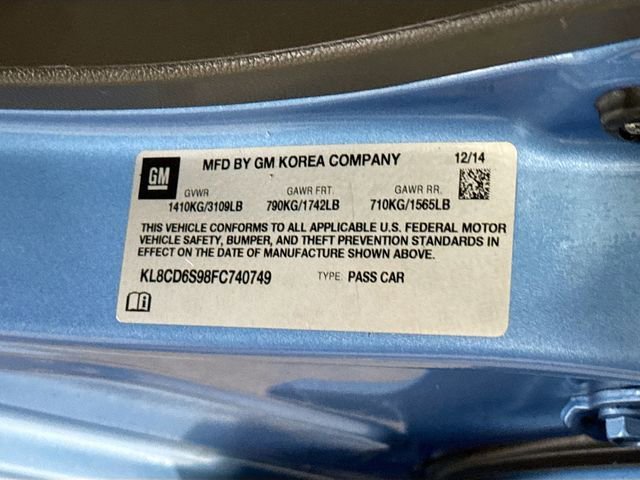 GM
MFD BY GM KOREA COMPANY 12/14
GVWR GAWR FRT. GAWR RR.
1410KG/3109LB 790KG/1742LB 710KG/1565LB
THIS VEHICLE CONFORMS TO ALL APPLICABLE U.S. FEDERAL MOTOR
VEHICLE SAFETY, BUMPER, AND THEFT PREVENTION STANDARDS IN
EFFECT ON THE DATE OF MANUFACTURE SHOWN ABOVE.
KL8CD6S98FC740749 TYPE: PASS CAR